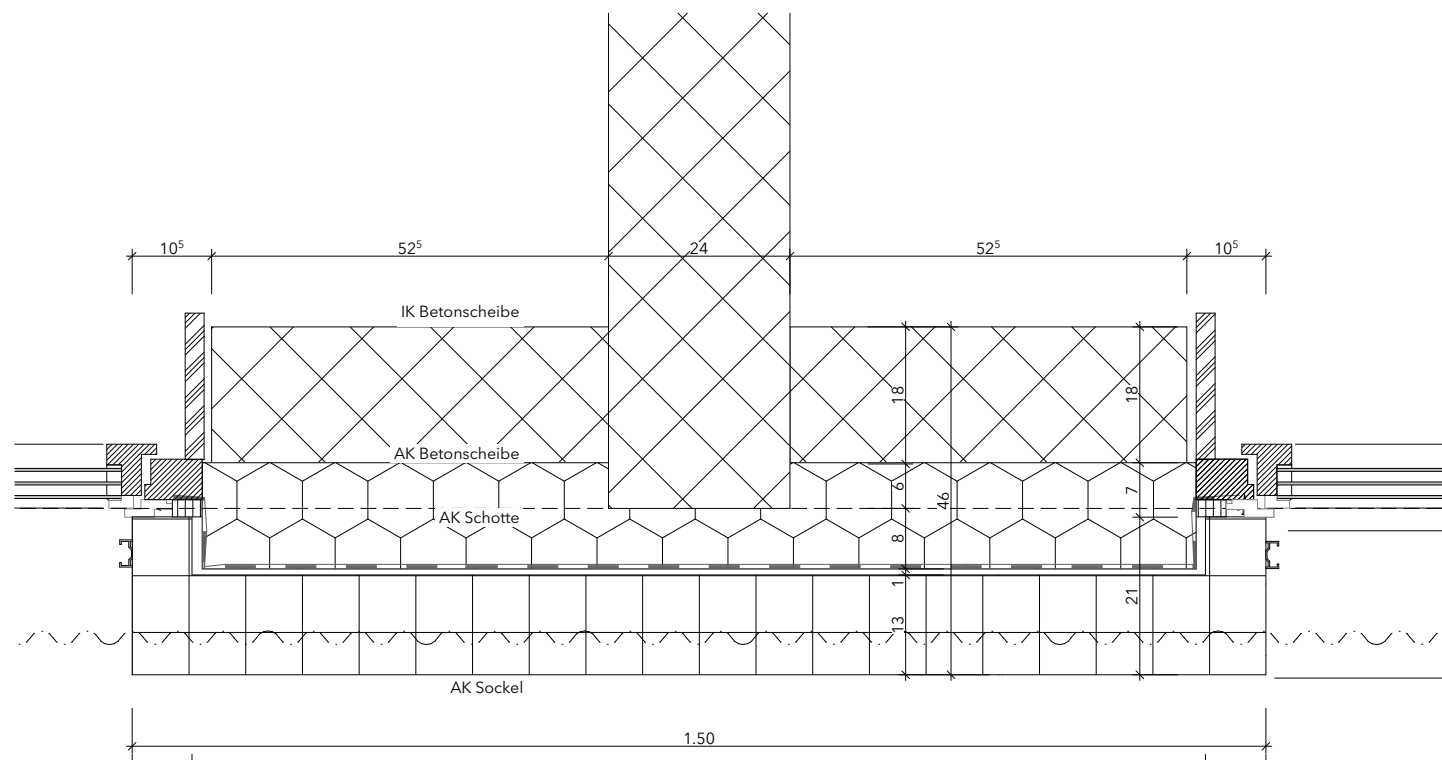 10⁵ 52⁵ 24 52⁵ 10⁵
IK Betonscheibe
18
18
AK Betonscheibe
6
46
7
AK Schotte
8
1
21
13
AK Sockel
1.50